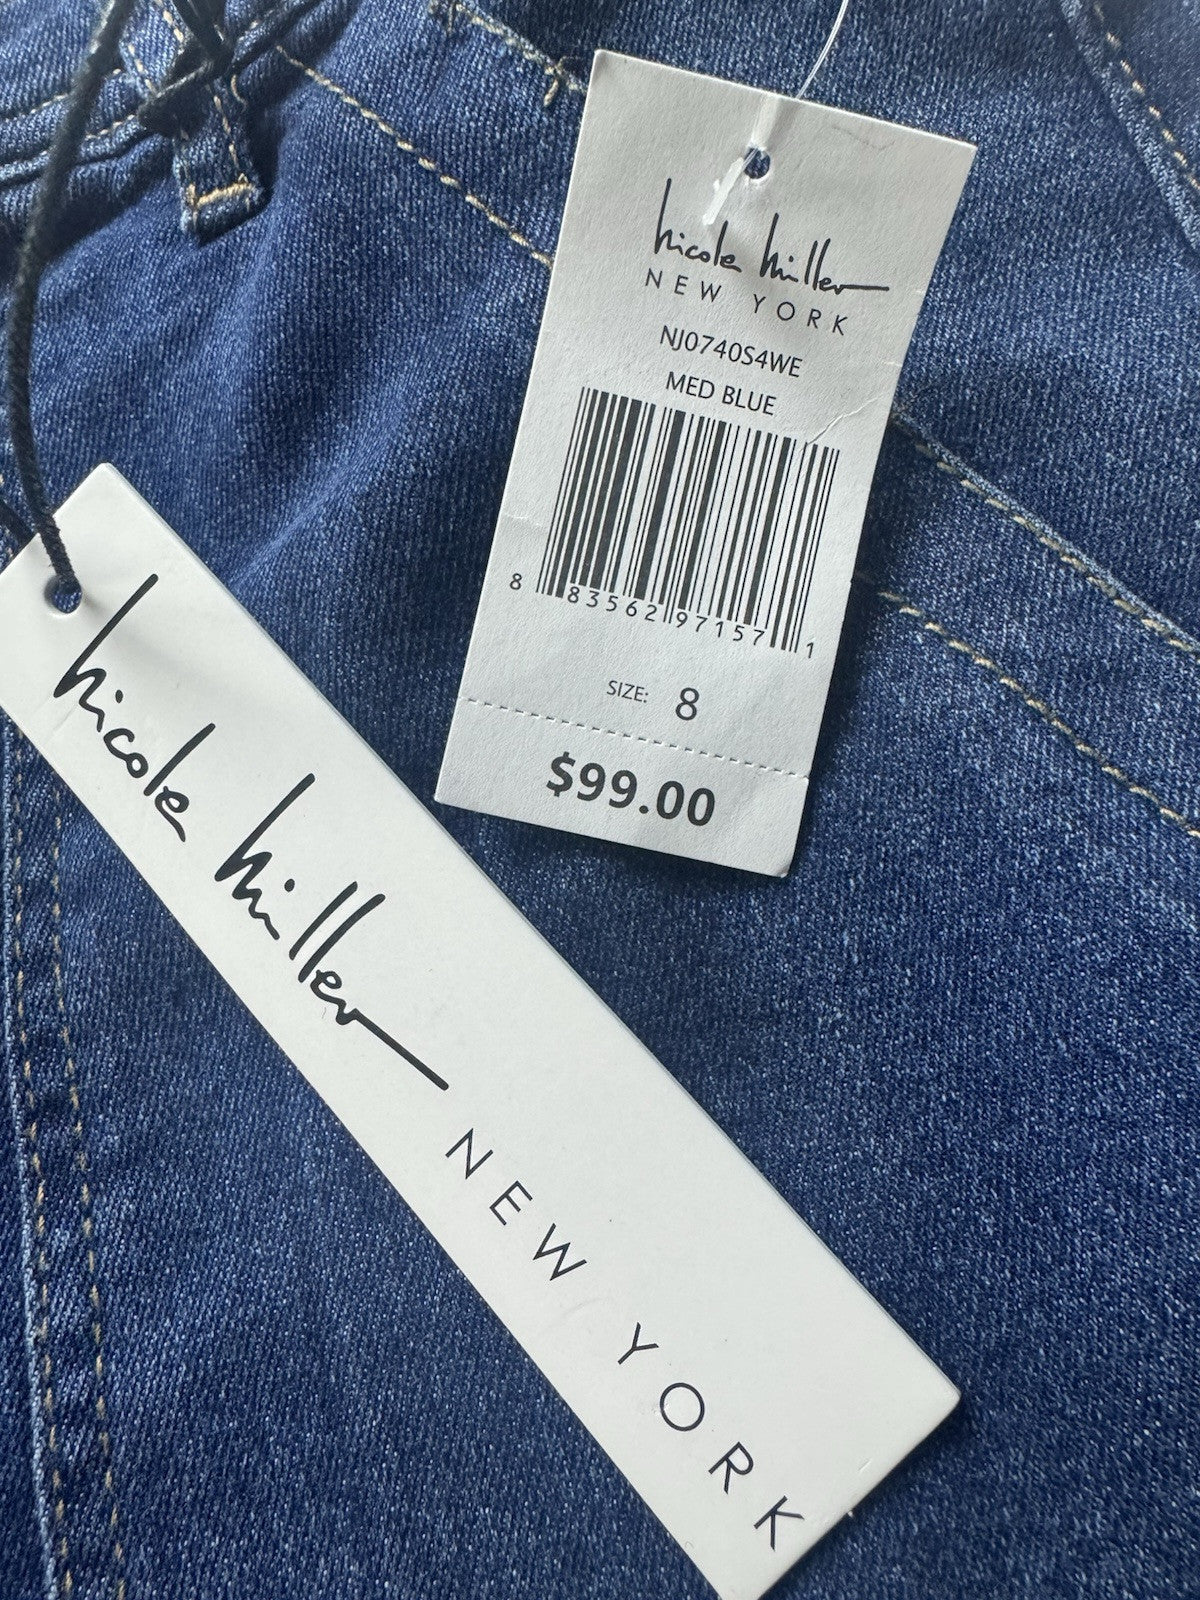 Nicole Miller
NEW YORK
NJ0740S4WE
MED BLUE
8 83562 97157 1
SIZE: 8
$99.00
Nicole Miller
NEW YORK